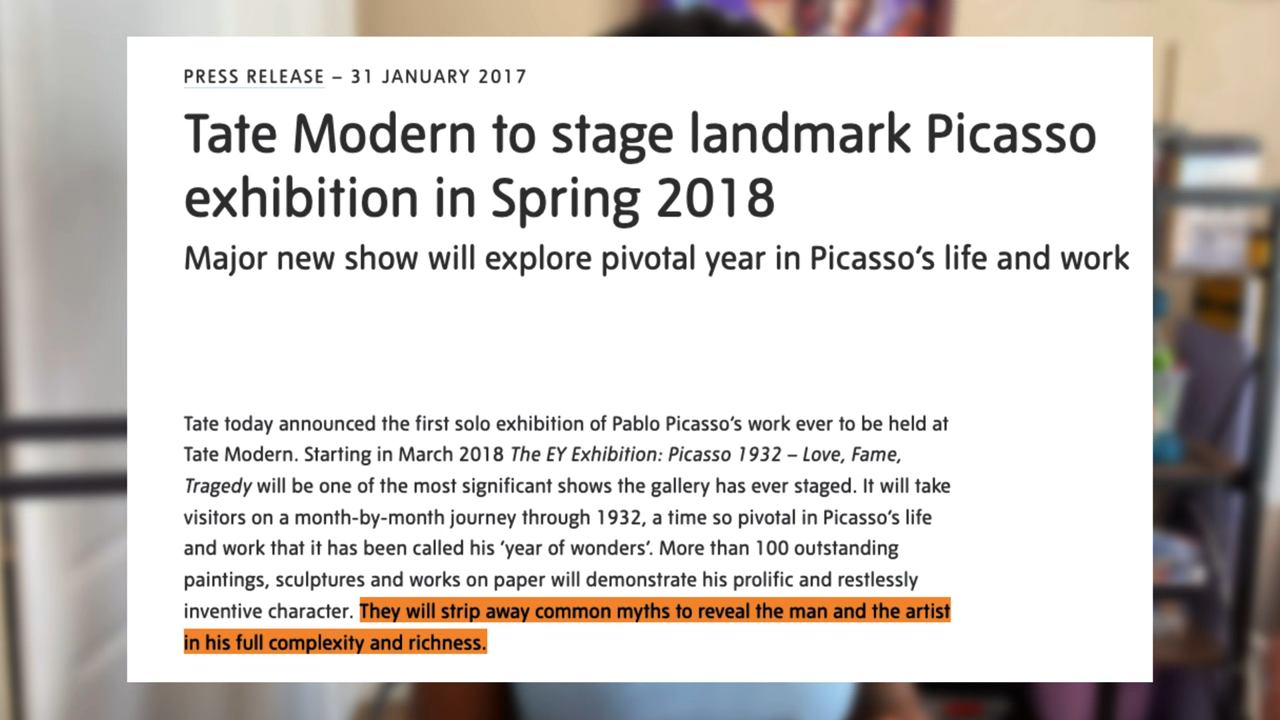 PRESS RELEASE – 31 JANUARY 2017
Tate Modern to stage landmark Picasso
exhibition in Spring 2018
Major new show will explore pivotal year in Picasso’s life and work
Tate today announced the first solo exhibition of Pablo Picasso’s work ever to be held at
Tate Modern. Starting in March 2018 The EY Exhibition: Picasso 1932 – Love, Fame,
Tragedy will be one of the most significant shows the gallery has ever staged. It will take
visitors on a month-by-month journey through 1932, a time so pivotal in Picasso’s life
and work that it has been called his ‘year of wonders’. More than 100 outstanding
paintings, sculptures and works on paper will demonstrate his prolific and restlessly
inventive character. They will strip away common myths to reveal the man and the artist
in his full complexity and richness.